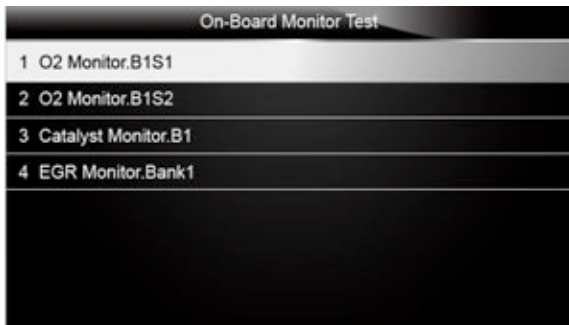 On-Board Monitor Test
1 O2 Monitor.B1S1
2 O2 Monitor.B1S2
3 Catalyst Monitor.B1
4 EGR Monitor.Bank1